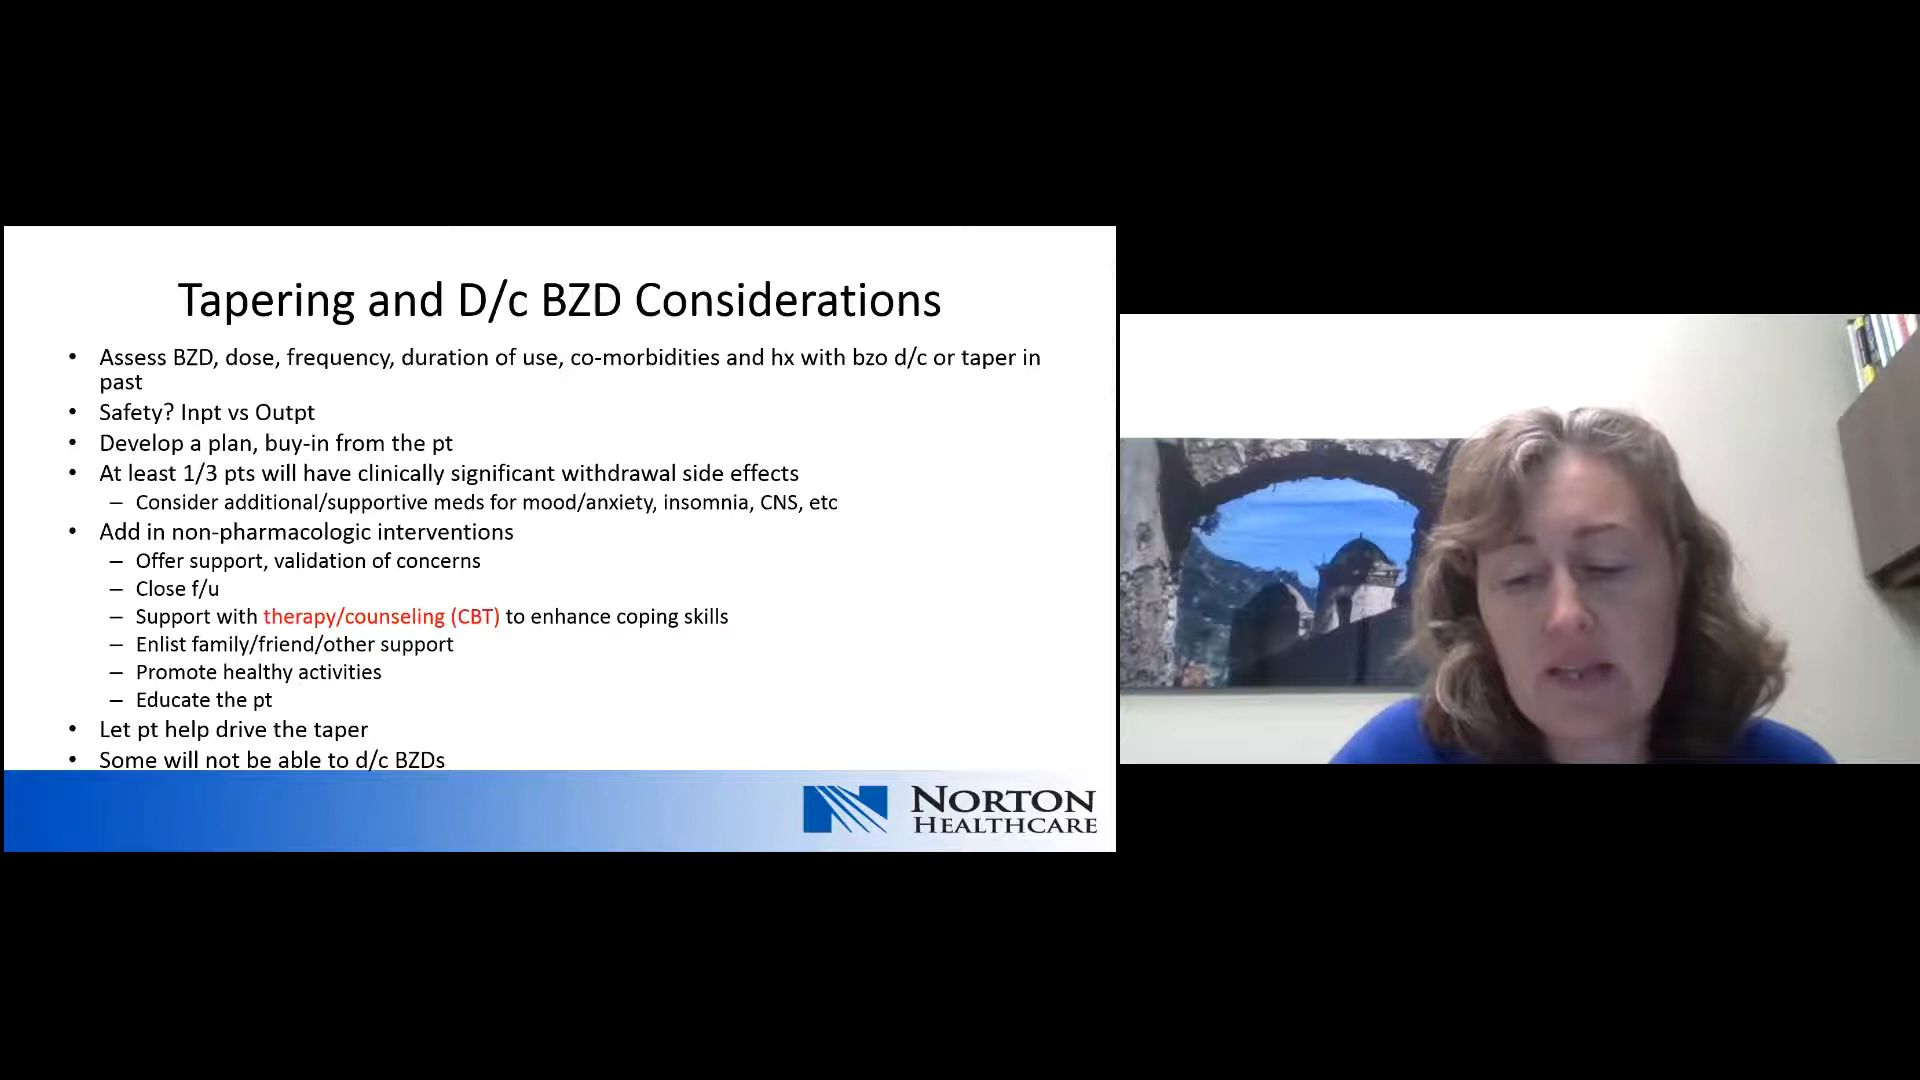 Tapering and D/c BZD Considerations
• Assess BZD, dose, frequency, duration of use, co-morbidities and hx with bzo d/c or taper in
past
• Safety? Inpt vs Outpt
• Develop a plan, buy-in from the pt
• At least 1/3 pts will have clinically significant withdrawal side effects
– Consider additional/supportive meds for mood/anxiety, insomnia, CNS, etc
• Add in non-pharmacologic interventions
– Offer support, validation of concerns
– Close f/u
– Support with therapy/counseling (CBT) to enhance coping skills
– Enlist family/friend/other support
– Promote healthy activities
– Educate the pt
• Let pt help drive the taper
• Some will not be able to d/c BZDs
NORTON
HEALTHCARE